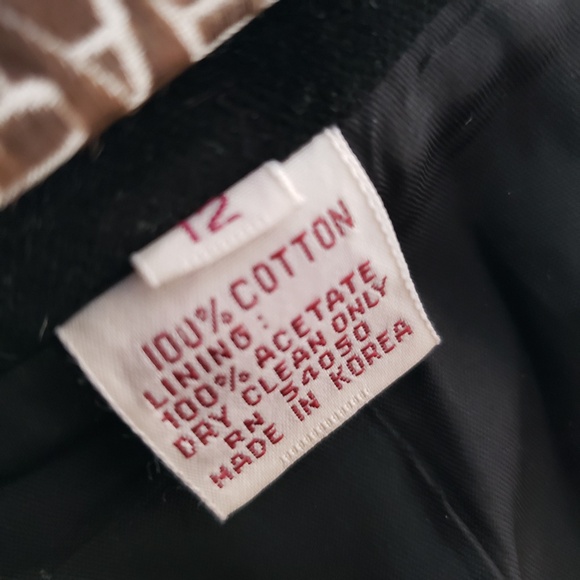 12
100% COTTON
LINING:
100% ACETATE
DRY CLEAN ONLY
RN 54050
MADE IN KOREA